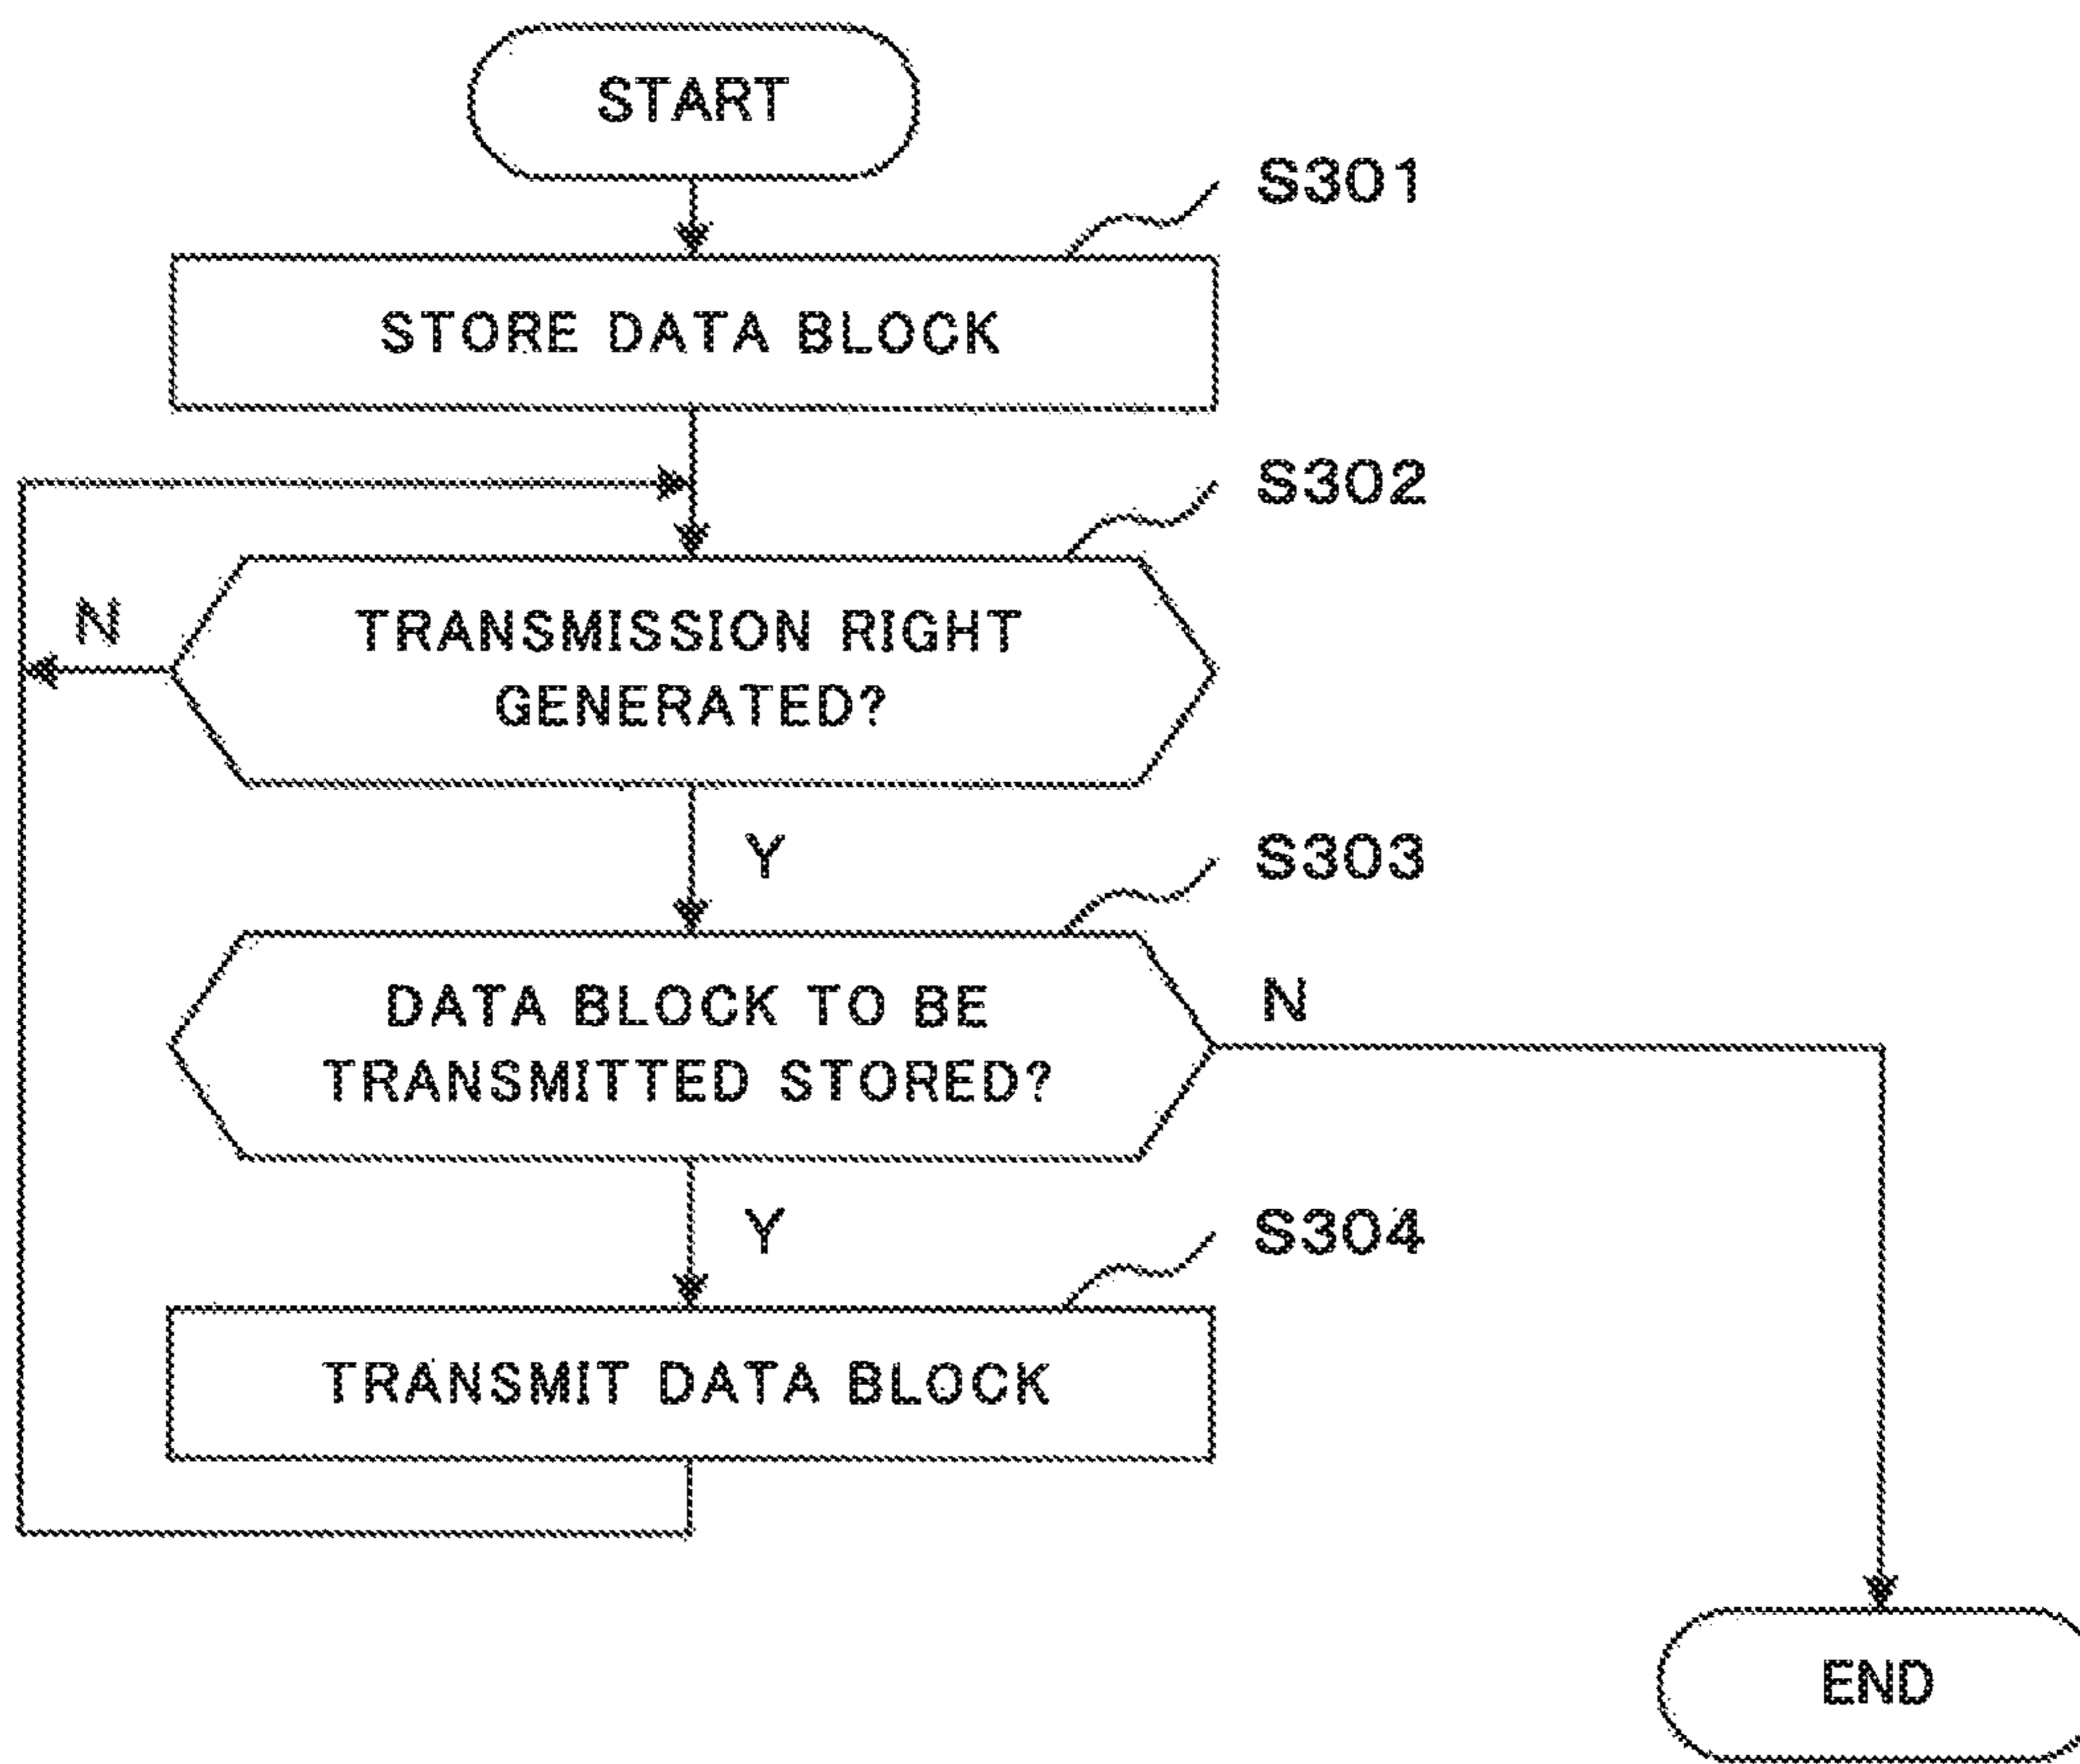 START
S301
STORE DATA BLOCK
S302
N
TRANSMISSION RIGHT
GENERATED?
Y
S303
DATA BLOCK TO BE
TRANSMITTED STORED?
N
Y
S304
TRANSMIT DATA BLOCK
END